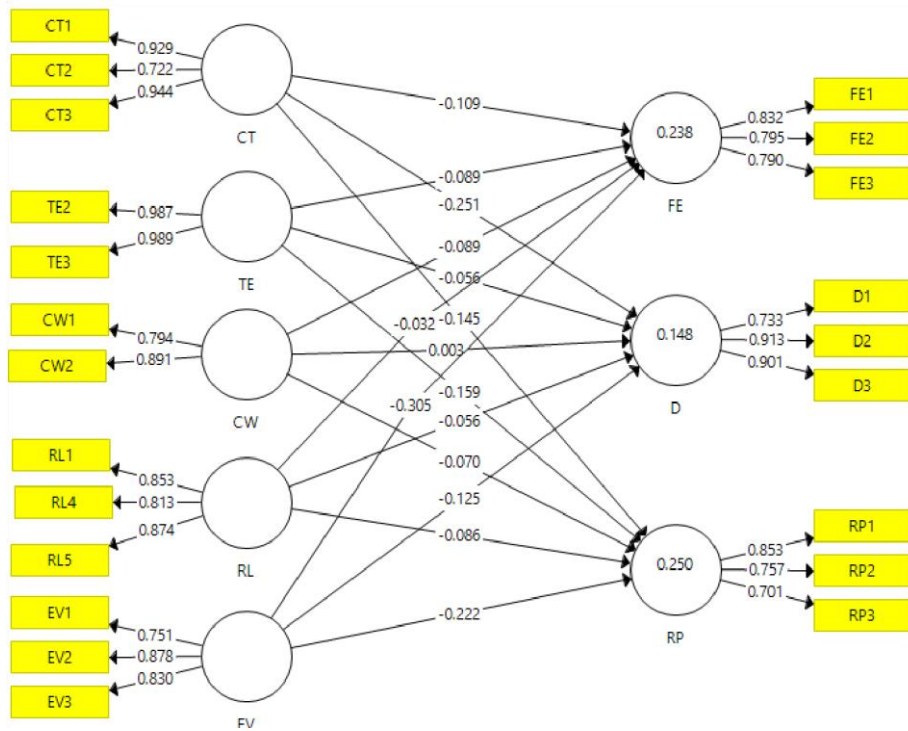 CT1
0.929
CT2
0.722
CT3
0.944
CT
TE2
0.987
TE3
0.989
TE
CW1
0.794
CW2
0.891
CW
RL1
0.853
RL4
0.813
RL5
0.874
RL
EV1
0.751
EV2
0.878
EV3
0.830
EV
-0.109
-0.089
-0.251
-0.089
-0.056
-0.032
-0.145
0.003
-0.159
-0.305
-0.056
-0.070
-0.125
-0.086
-0.222
0.238
FE
0.832
FE1
0.795
FE2
0.790
FE3
0.148
D
0.733
D1
0.913
D2
0.901
D3
0.250
RP
0.853
RP1
0.757
RP2
0.701
RP3